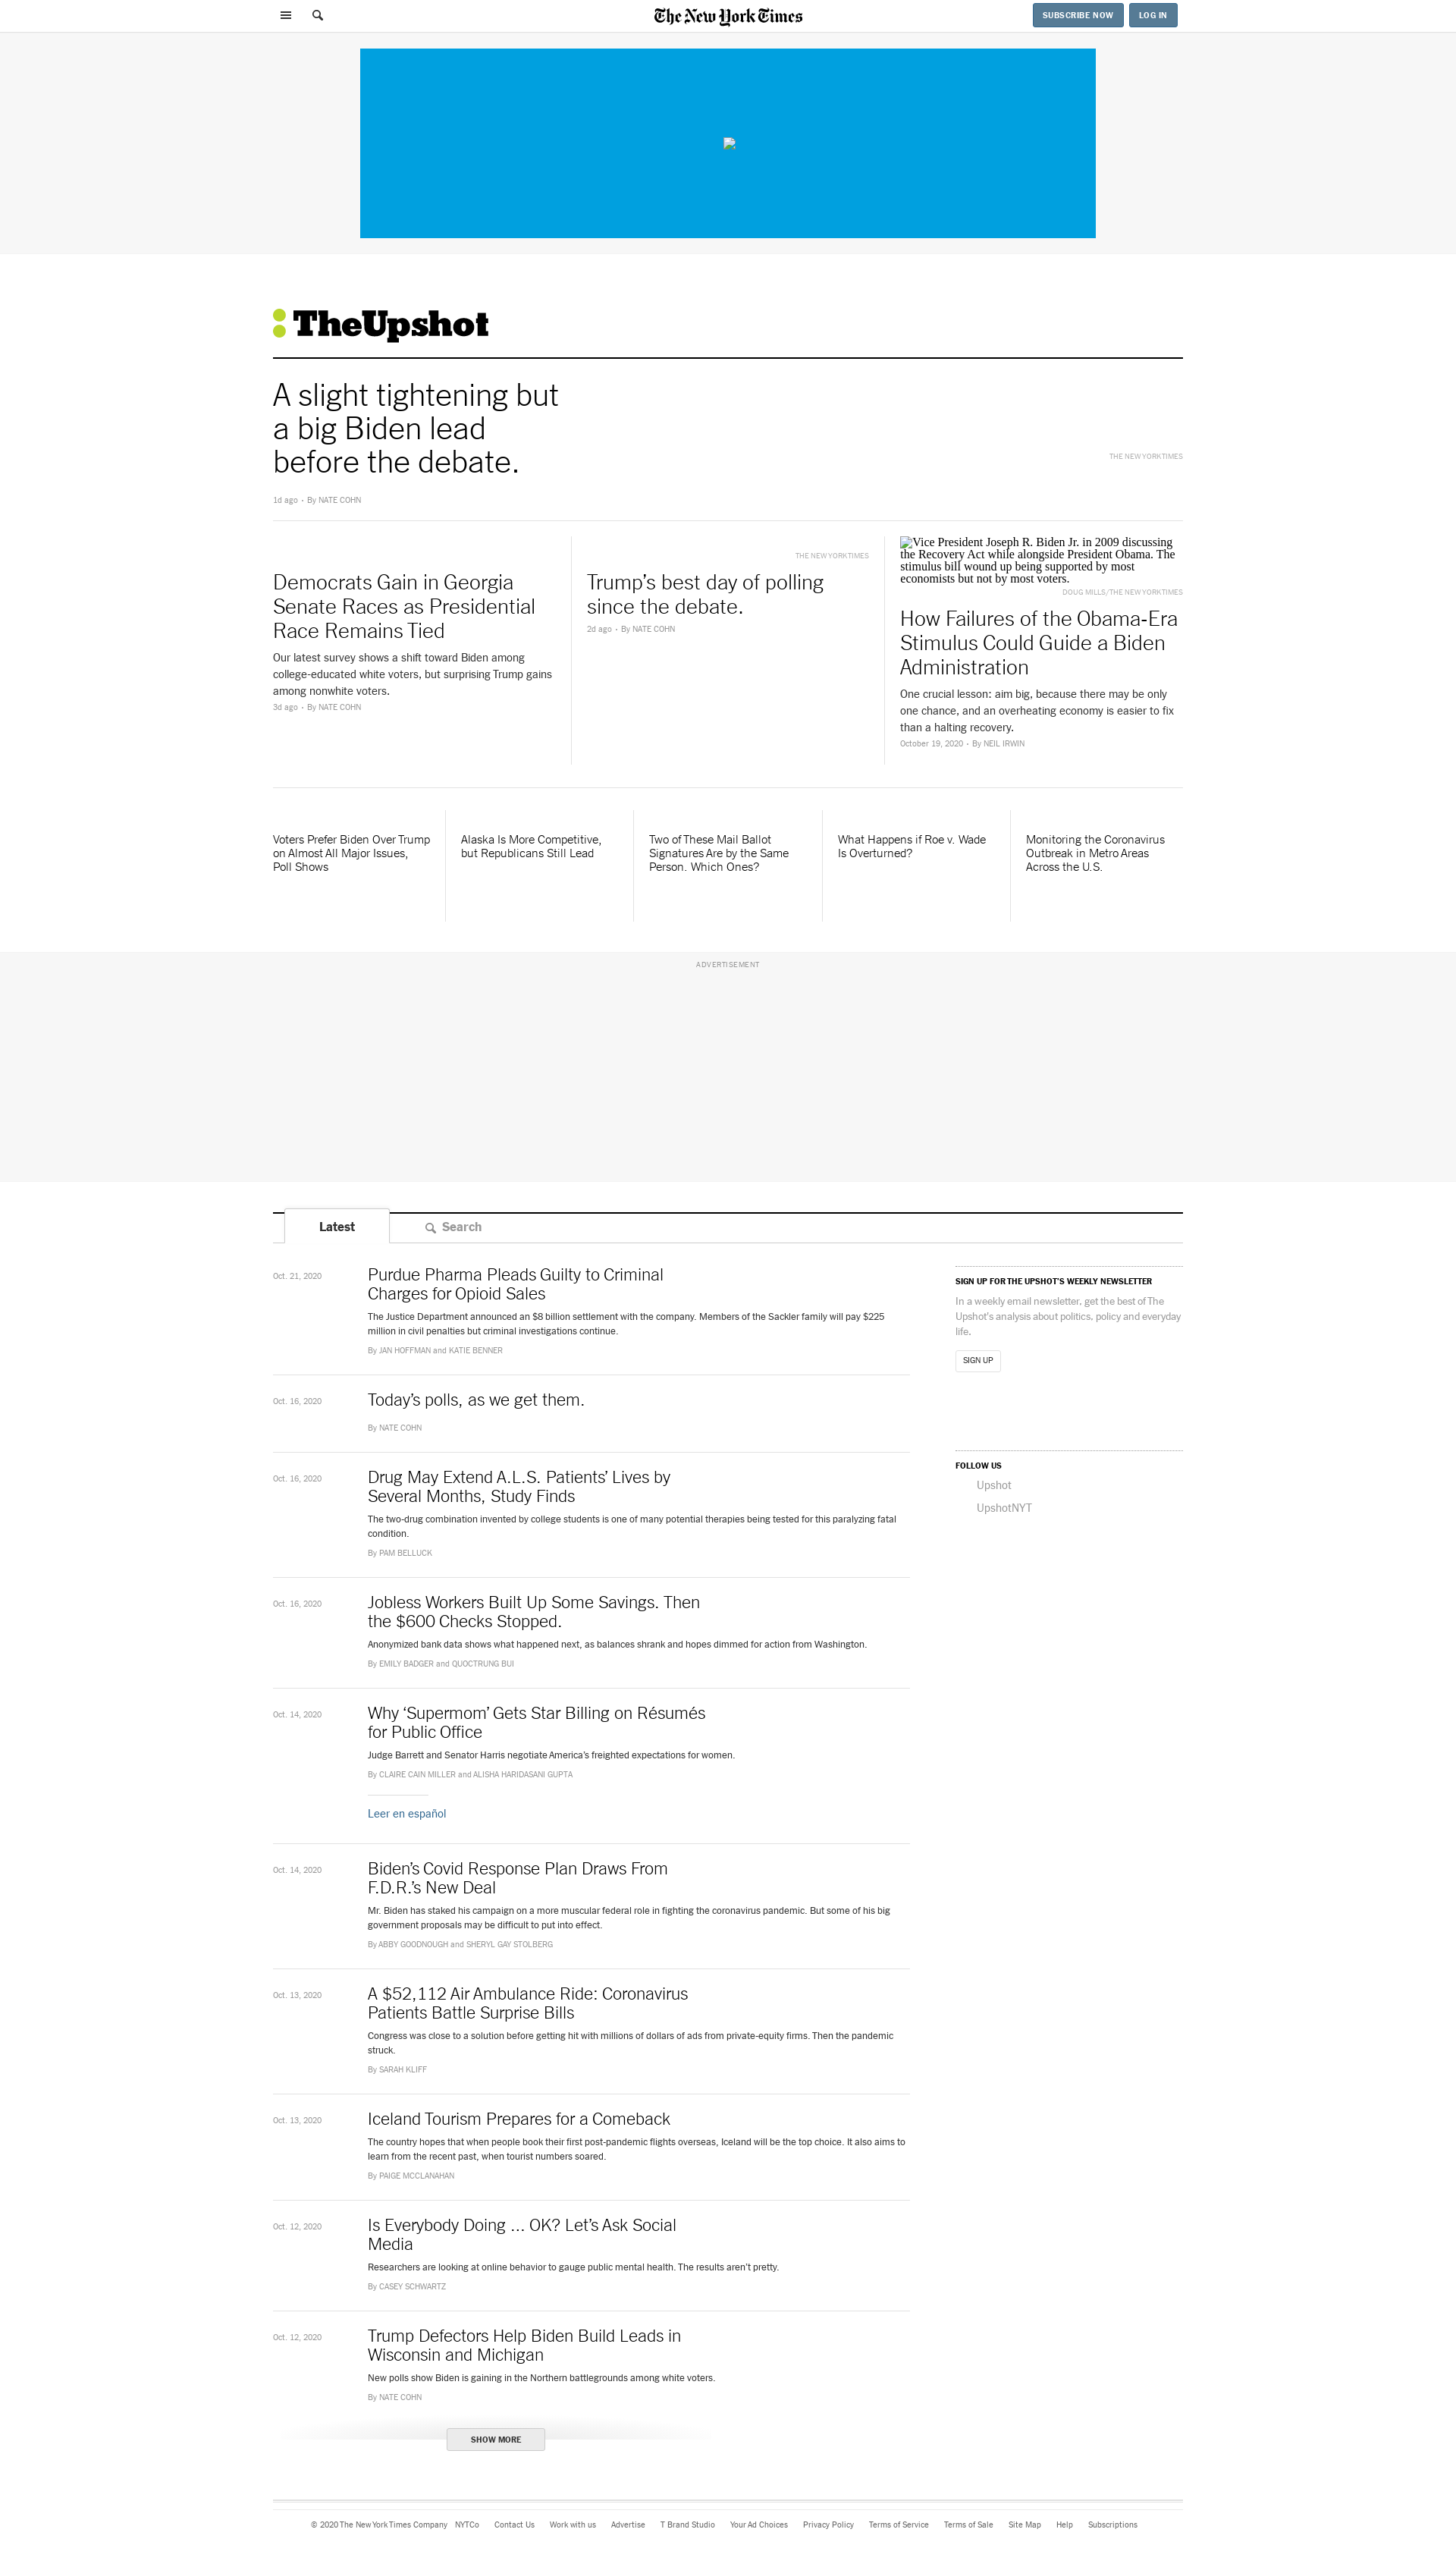 The New York Times
SUBSCRIBE NOW
LOG IN
TheUpshot
A slight tightening but
a big Biden lead
before the debate.
THE NEW YORK TIMES
1d ago • By NATE COHN
Democrats Gain in Georgia
Senate Races as Presidential
Race Remains Tied
Our latest survey shows a shift toward Biden among
college-educated white voters, but surprising Trump gains
among nonwhite voters.
3d ago • By NATE COHN
THE NEW YORK TIMES
Trump’s best day of polling
since the debate.
2d ago • By NATE COHN
Vice President Joseph R. Biden Jr. in 2009 discussing
the Recovery Act while alongside President Obama. The
stimulus bill wound up being supported by most
economists but not by most voters.
DOUG MILLS/THE NEW YORK TIMES
How Failures of the Obama-Era
Stimulus Could Guide a Biden
Administration
One crucial lesson: aim big, because there may be only
one chance, and an overheating economy is easier to fix
than a halting recovery.
October 19, 2020 • By NEIL IRWIN
Voters Prefer Biden Over Trump
on Almost All Major Issues,
Poll Shows
Alaska Is More Competitive,
but Republicans Still Lead
Two of These Mail Ballot
Signatures Are by the Same
Person. Which Ones?
What Happens if Roe v. Wade
Is Overturned?
Monitoring the Coronavirus
Outbreak in Metro Areas
Across the U.S.
ADVERTISEMENT
Latest
Search
Oct. 21, 2020
Purdue Pharma Pleads Guilty to Criminal
Charges for Opioid Sales
The Justice Department announced an $8 billion settlement with the company. Members of the Sackler family will pay $225
million in civil penalties but criminal investigations continue.
By JAN HOFFMAN and KATIE BENNER
Oct. 16, 2020
Today’s polls, as we get them.
By NATE COHN
Oct. 16, 2020
Drug May Extend A.L.S. Patients’ Lives by
Several Months, Study Finds
The two-drug combination invented by college students is one of many potential therapies being tested for this paralyzing fatal
condition.
By PAM BELLUCK
Oct. 16, 2020
Jobless Workers Built Up Some Savings. Then
the $600 Checks Stopped.
Anonymized bank data shows what happened next, as balances shrank and hopes dimmed for action from Washington.
By EMILY BADGER and QUOCTRUNG BUI
Oct. 14, 2020
Why ‘Supermom’ Gets Star Billing on Résumés
for Public Office
Judge Barrett and Senator Harris negotiate America’s freighted expectations for women.
By CLAIRE CAIN MILLER and ALISHA HARIDASANI GUPTA
Leer en español
Oct. 14, 2020
Biden’s Covid Response Plan Draws From
F.D.R.’s New Deal
Mr. Biden has staked his campaign on a more muscular federal role in fighting the coronavirus pandemic. But some of his big
government proposals may be difficult to put into effect.
By ABBY GOODNOUGH and SHERYL GAY STOLBERG
Oct. 13, 2020
A $52,112 Air Ambulance Ride: Coronavirus
Patients Battle Surprise Bills
Congress was close to a solution before getting hit with millions of dollars of ads from private-equity firms. Then the pandemic
struck.
By SARAH KLIFF
Oct. 13, 2020
Iceland Tourism Prepares for a Comeback
The country hopes that when people book their first post-pandemic flights overseas, Iceland will be the top choice. It also aims to
learn from the recent past, when tourist numbers soared.
By PAIGE MCCLANAHAN
Oct. 12, 2020
Is Everybody Doing ... OK? Let’s Ask Social
Media
Researchers are looking at online behavior to gauge public mental health. The results aren’t pretty.
By CASEY SCHWARTZ
Oct. 12, 2020
Trump Defectors Help Biden Build Leads in
Wisconsin and Michigan
New polls show Biden is gaining in the Northern battlegrounds among white voters.
By NATE COHN
SHOW MORE
SIGN UP FOR THE UPSHOT'S WEEKLY NEWSLETTER
In a weekly email newsletter, get the best of The
Upshot's analysis about politics, policy and everyday
life.
SIGN UP
FOLLOW US
Upshot
UpshotNYT
© 2020 The New York Times Company NYTCo Contact Us Work with us Advertise T Brand Studio Your Ad Choices Privacy Policy Terms of Service Terms of Sale Site Map Help Subscriptions